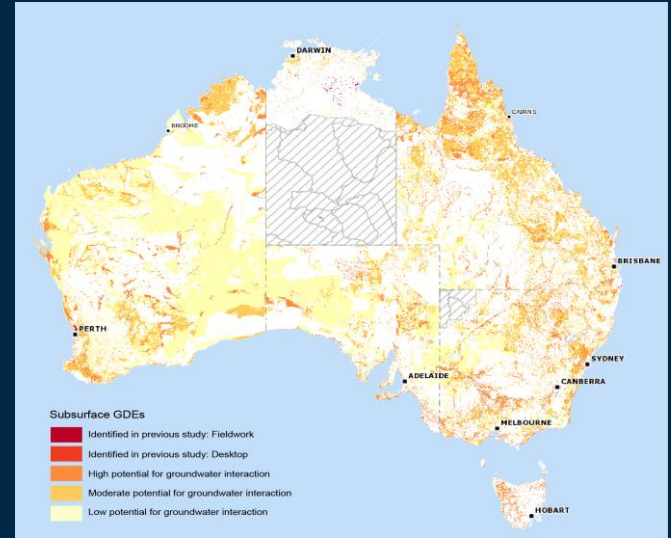 DARWIN
BROOME
CAIRNS
BRISBANE
PERTH
SYDNEY
ADELAIDE
CANBERRA
MELBOURNE
HOBART
Subsurface GDEs
Identified in previous study: Fieldwork
Identified in previous study: Desktop
High potential for groundwater interaction
Moderate potential for groundwater interaction
Low potential for groundwater interaction